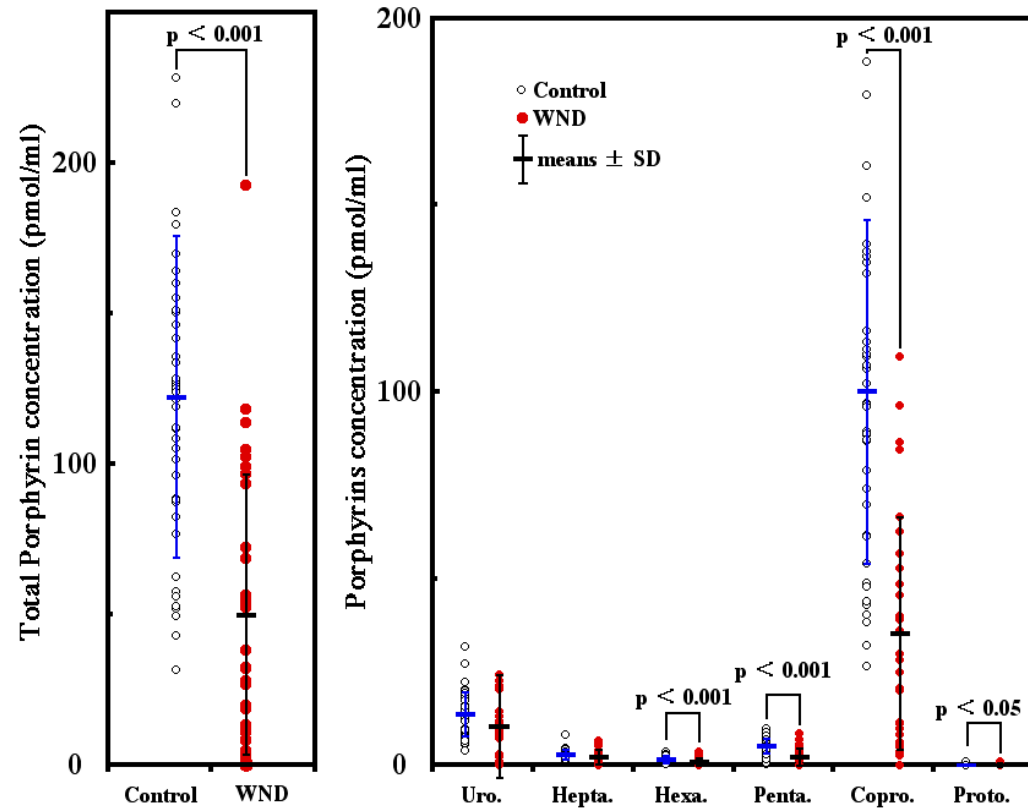 Total Porphyrin concentration (pmol/ml)
200
100
0
p < 0.001
Control WND
Porphyrins concentration (pmol/ml)
200
100
0
Control
WND
means ± SD
p < 0.001
p < 0.001
p < 0.001
p < 0.05
Uro. Hepta. Hexa. Penta. Copro. Proto.